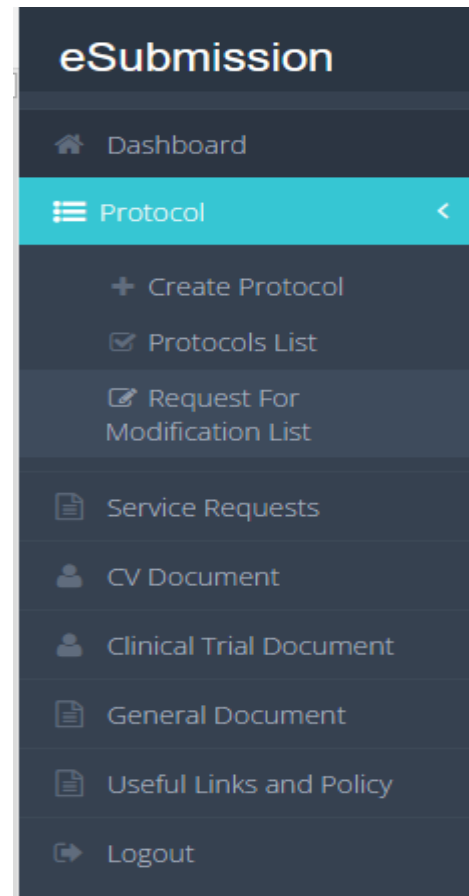 eSubmission
Dashboard
Protocol
Create Protocol
Protocols List
Request For
Modification List
Service Requests
CV Document
Clinical Trial Document
General Document
Useful Links and Policy
Logout